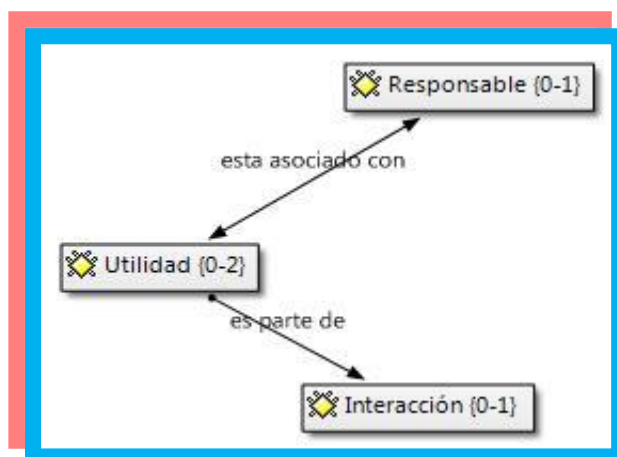 Responsable {0-1}
esta asociado con
Utilidad {0-2}
es parte de
Interacción {0-1}